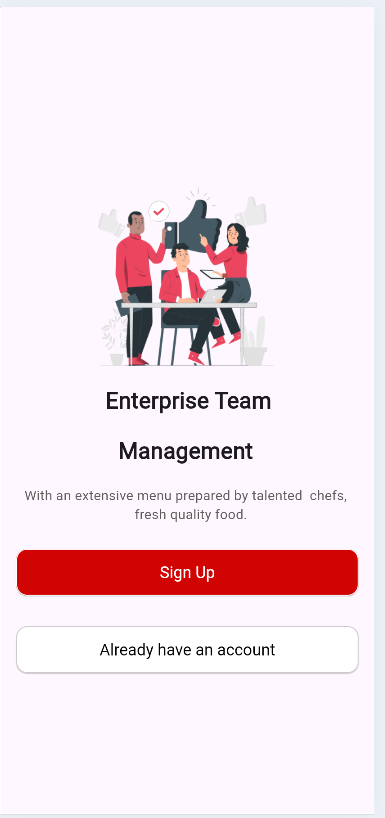 Enterprise Team
Management
With an extensive menu prepared by talented  chefs,
fresh quality food.
Sign Up
Already have an account